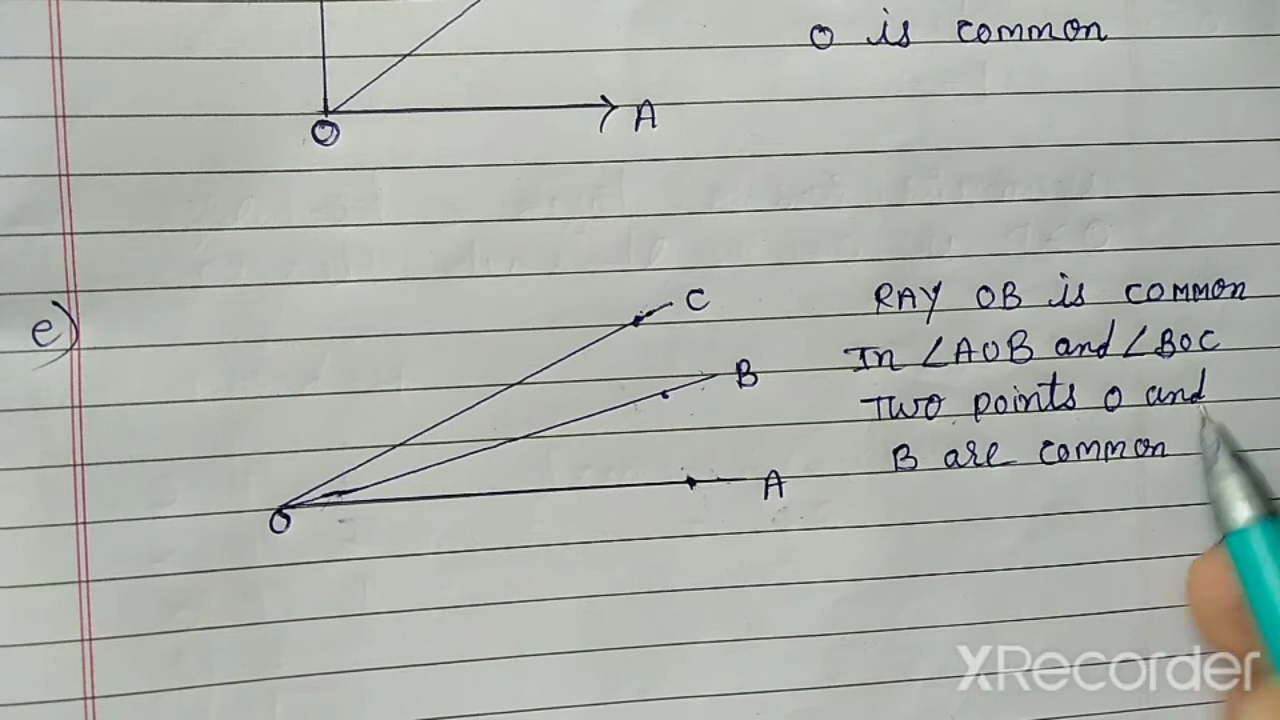 O is common
A
O
e)
C
RAY OB is common
B
In ∠AOB and ∠BOC
Two points O and
B are common
A
O
XRecorder